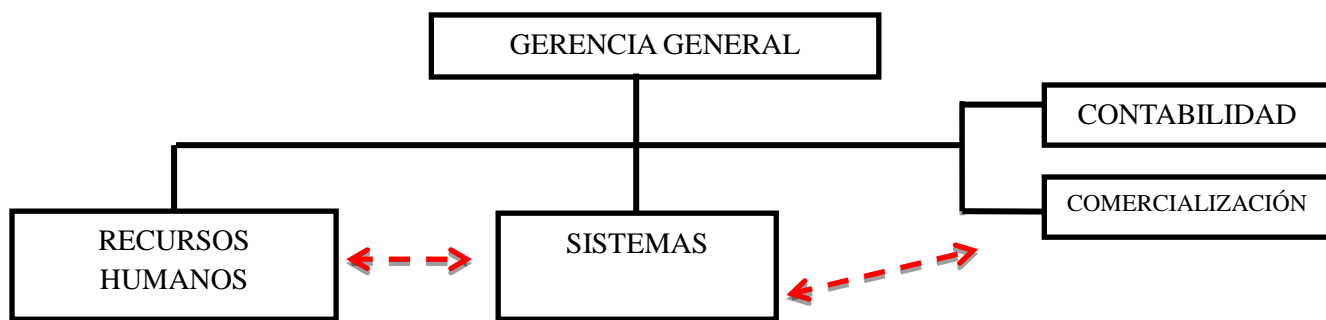 GERENCIA GENERAL
CONTABILIDAD
COMERCIALIZACIÓN
RECURSOS
HUMANOS
SISTEMAS